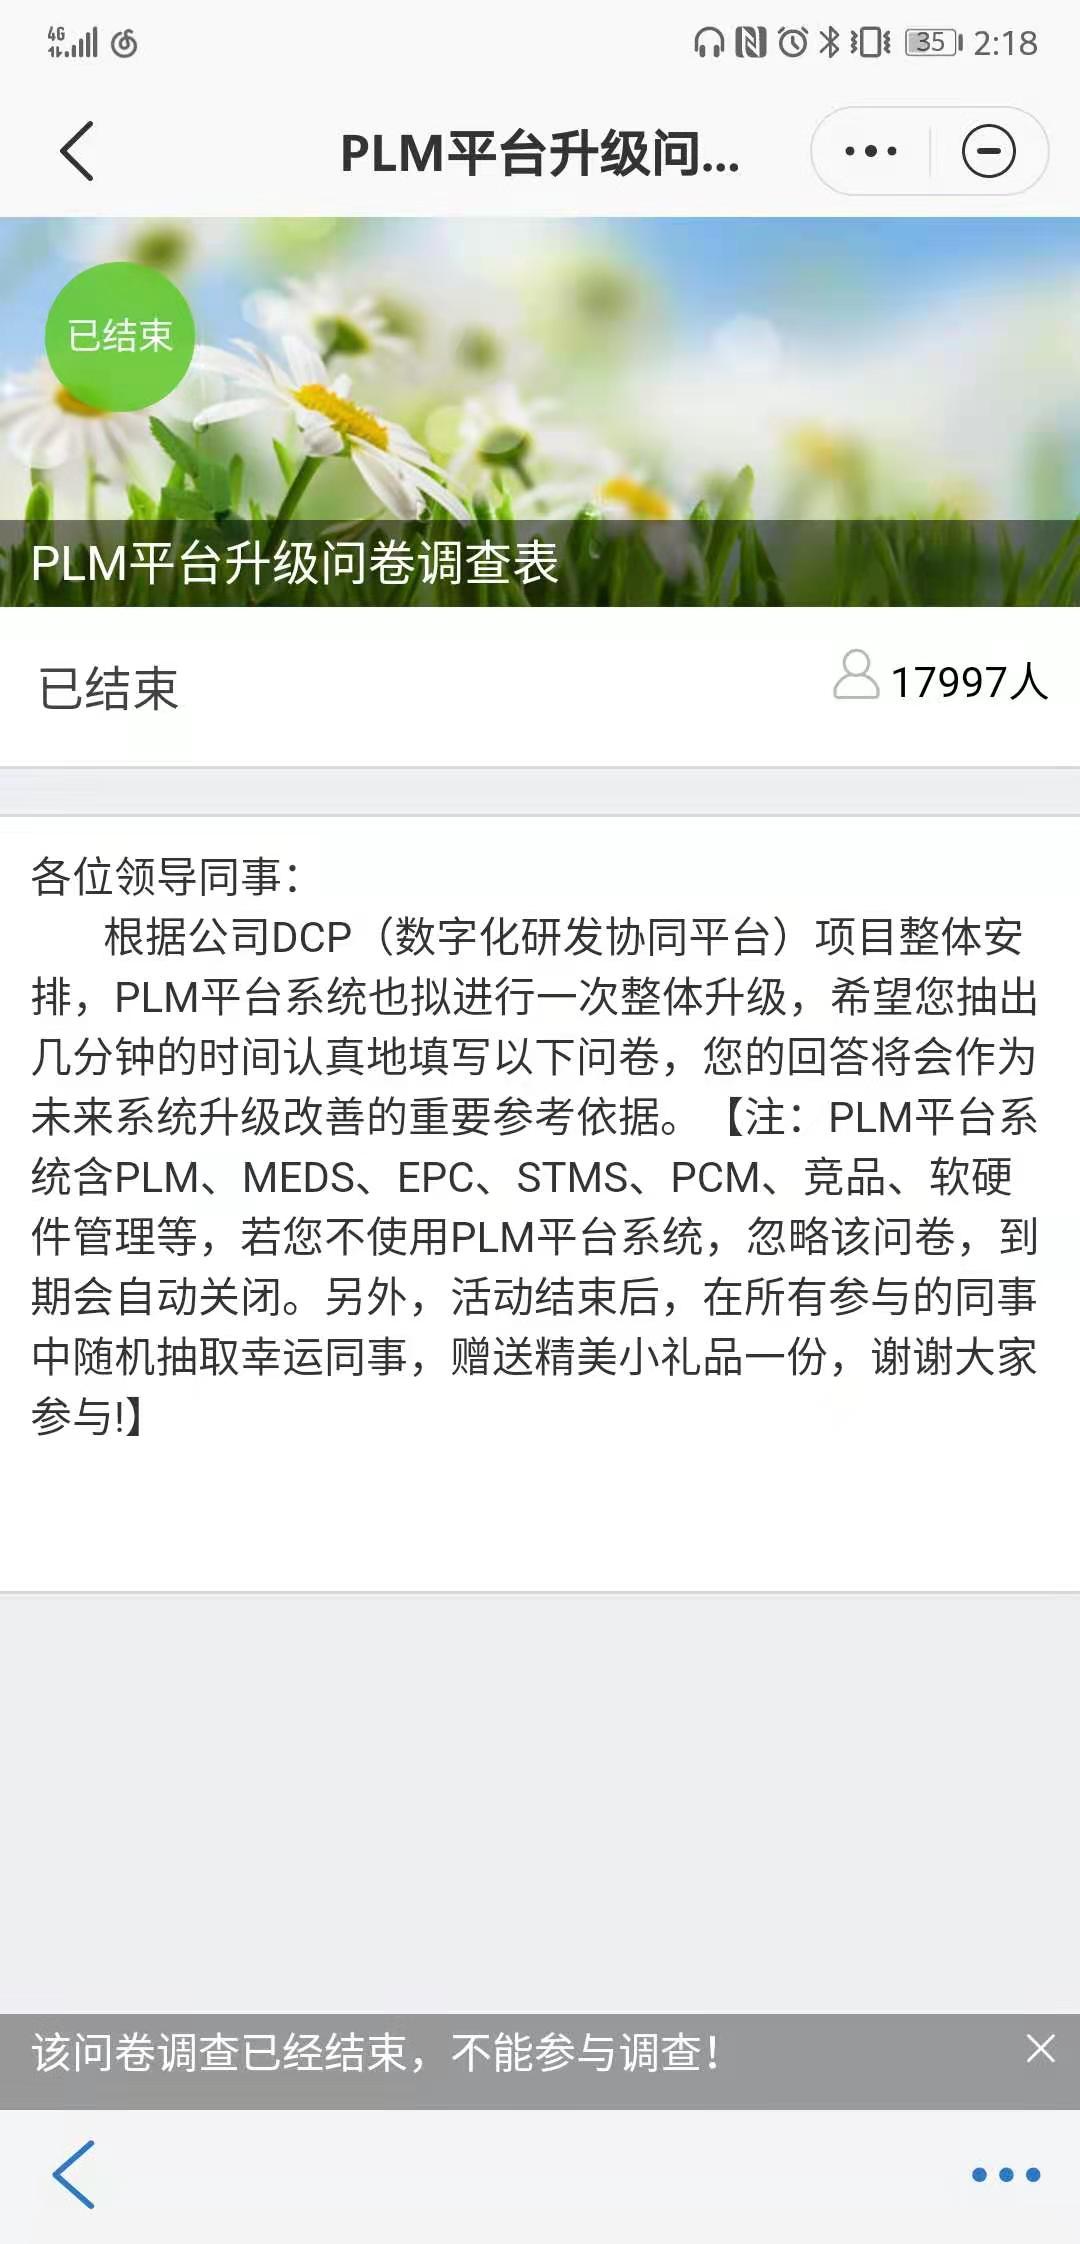 4G
35
2:18
PLM平台升级问...
已结束
PLM平台升级问卷调查表
已结束
17997人
各位领导同事：
根据公司DCP（数字化研发协同平台）项目整体安
排，PLM平台系统也拟进行一次整体升级，希望您抽出
几分钟的时间认真地填写以下问卷，您的回答将会作为
未来系统升级改善的重要参考依据。【注：PLM平台系
统含PLM、MEDS、EPC、STMS、PCM、竞品、软硬
件管理等，若您不使用PLM平台系统，忽略该问卷，到
期会自动关闭。另外，活动结束后，在所有参与的同事
中随机抽取幸运同事，赠送精美小礼品一份，谢谢大家
参与!】
该问卷调查已经结束，不能参与调查！